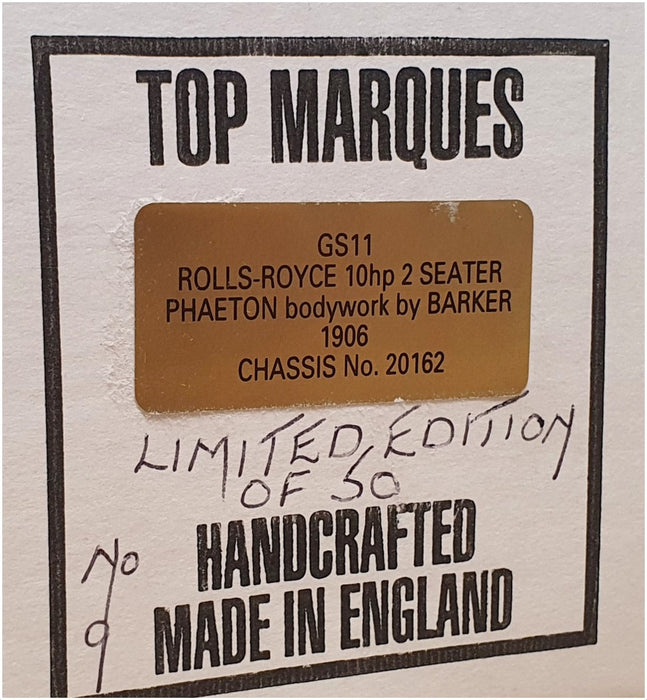 TOP MARQUES
GS11
ROLLS-ROYCE 10hp 2 SEATER
PHAETON bodywork by BARKER
1906
CHASSIS No. 20162
LIMITED EDITION
OF 50
HANDCRAFTED
MADE IN ENGLAND
No
9